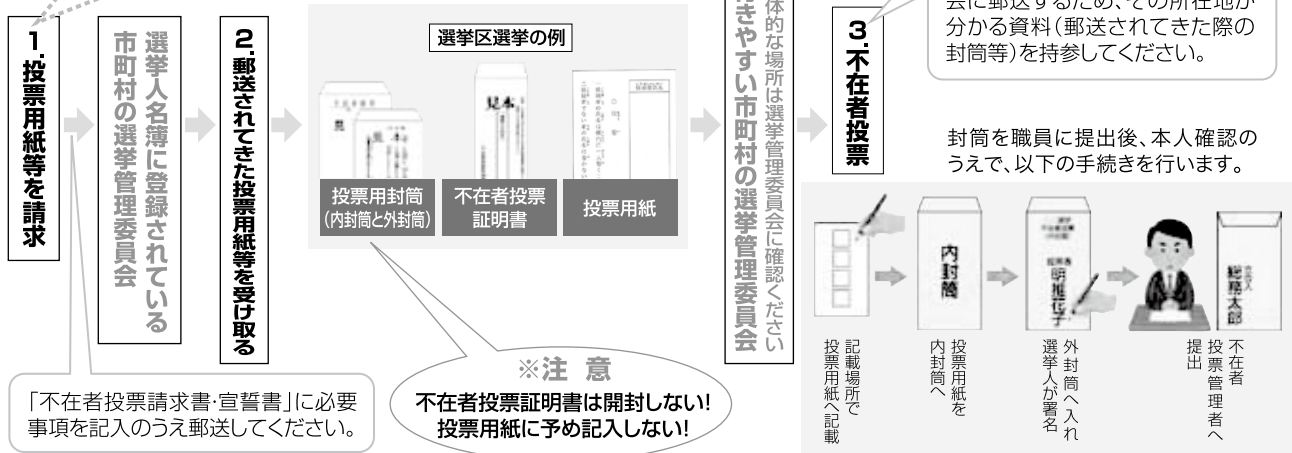 1.投票用紙等を請求
選挙人名簿に登録されている
市町村の選挙管理委員会
2.郵送されてきた投票用紙等を受け取る
選挙区選挙の例
見本
投票用封筒
(内封筒と外封筒)
不在者投票
証明書
投票用紙
体的な場所は選挙管理委員会に確認ください
きやすい市町村の選挙管理委員会
3.不在者投票
会に郵送するため、その所在地が
分かる資料(郵送されてきた際の
封筒等)を持参してください。
封筒を職員に提出後、本人確認の
うえで、以下の手続きを行います。
内封筒
明推花子
立会人
総務太郎
記載場所で
投票用紙へ記載
投票用紙を
内封筒へ
外封筒へ入れ
選挙人が署名
不在者
投票管理者へ
提出
「不在者投票請求書・宣誓書」に必要
事項を記入のうえ郵送してください。
※注 意
不在者投票証明書は開封しない!
投票用紙に予め記入しない!